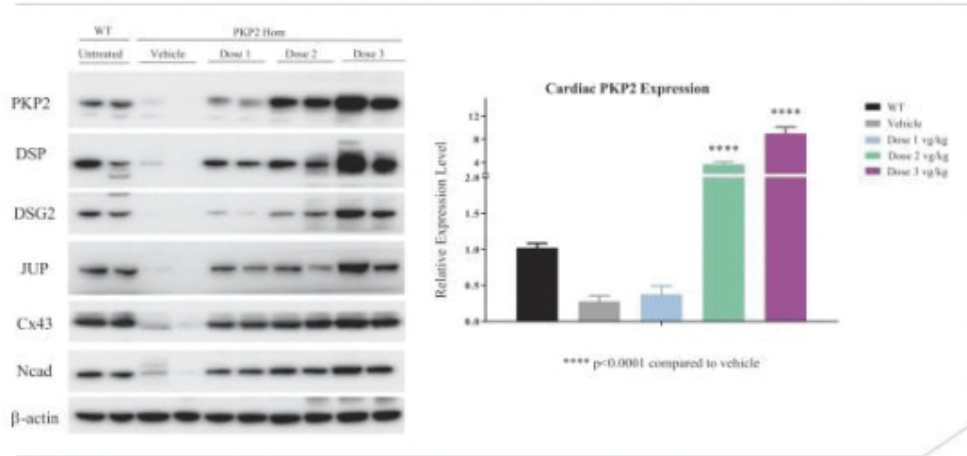 WT
PKP2 Hom
Untreated
Vehicle
Dose 1
Dose 2
Dose 3
PKP2
DSP
DSG2
JUP
Cx43
Ncad
β-actin
Cardiac PKP2 Expression
Relative Expression Level
12
8
4
2.0
1.5
1.0
0.5
0.0
****
****
WT
Vehicle
Dose 1 vg/kg
Dose 2 vg/kg
Dose 3 vg/kg
**** p<0.0001 compared to vehicle